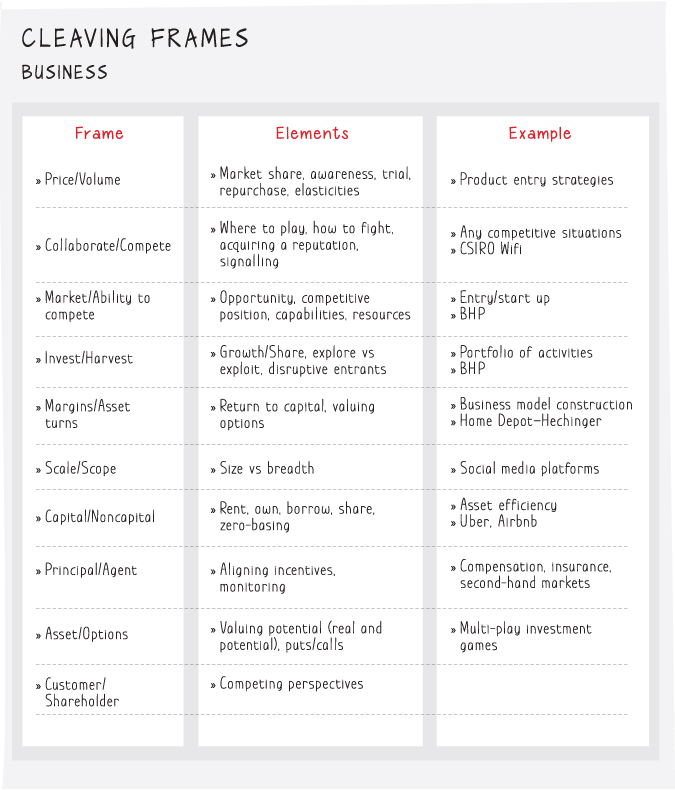 CLEAVING FRAMES
BUSINESS
Frame
Elements
Example
» Price/Volume
» Market share, awareness, trial,
repurchase, elasticities
» Product entry strategies
» Collaborate/Compete
» Where to play, how to fight,
acquiring a reputation,
signalling
» Any competitive situations
» CSIRO Wifi
» Market/Ability to
compete
» Opportunity, competitive
position, capabilities, resources
» Entry/start up
» BHP
» Invest/Harvest
» Growth/Share, explore vs
exploit, disruptive entrants
» Portfolio of activities
» BHP
» Margins/Asset
turns
» Return to capital, valuing
options
» Business model construction
» Home Depot–Hechinger
» Scale/Scope
» Size vs breadth
» Social media platforms
» Capital/Noncapital
» Rent, own, borrow, share,
zero-basing
» Asset efficiency
» Uber, Airbnb
» Principal/Agent
» Aligning incentives,
monitoring
» Compensation, insurance,
second-hand markets
» Asset/Options
» Valuing potential (real and
potential), puts/calls
» Multi-play investment
games
» Customer/
Shareholder
» Competing perspectives